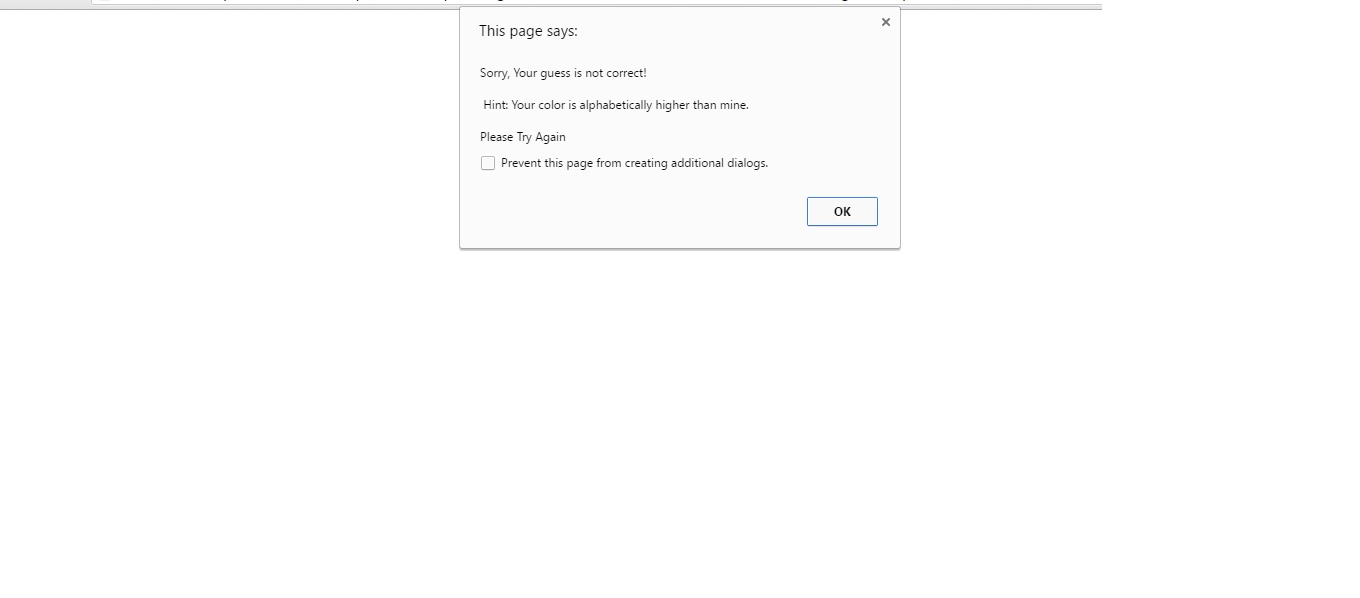 This page says:
Sorry, Your guess is not correct!
Hint: Your color is alphabetically higher than mine.
Please Try Again
Prevent this page from creating additional dialogs.
OK